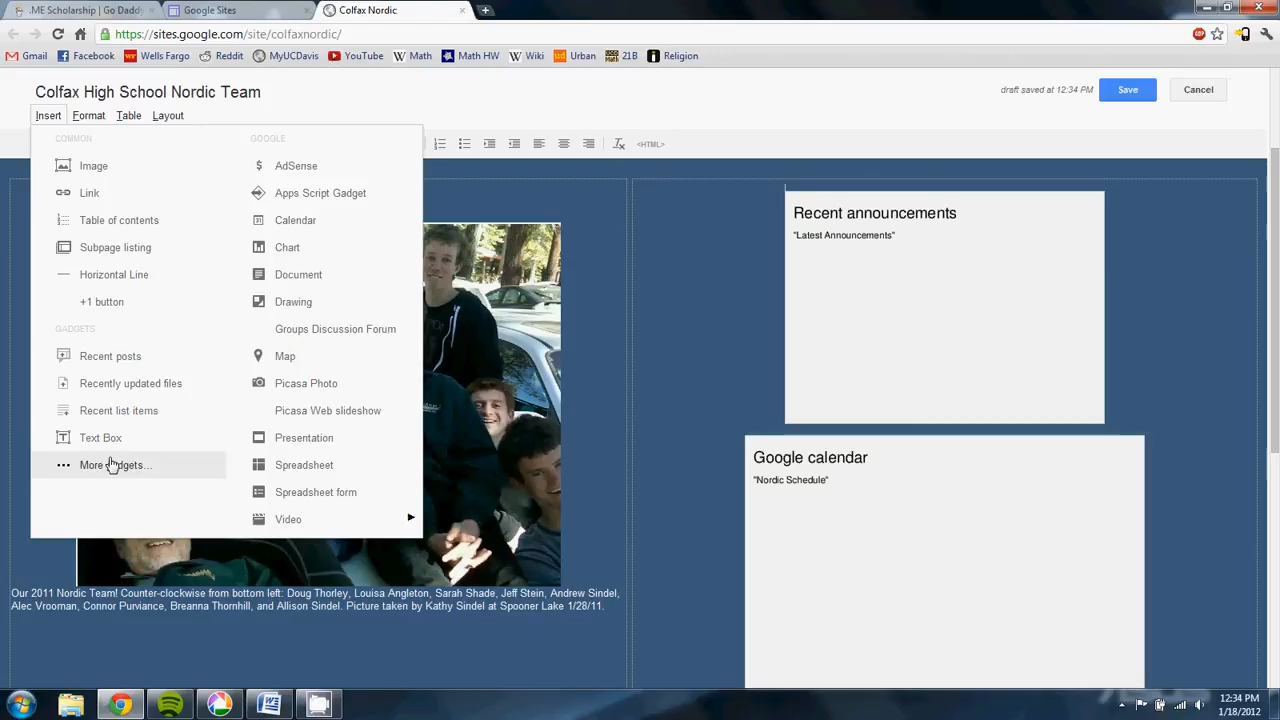 .ME Scholarship | Go Dadd
Google Sites
Colfax Nordic
https://sites.google.com/site/colfaxnordic/
Gmail
Facebook
Wells Fargo
Reddit
MyUCDavis
YouTube
Math
Math HW
Wiki
Urban
21B
Religion
Colfax High School Nordic Team
draft saved at 12:34 PM
Save
Cancel
Insert
Format
Table
Layout
<HTML>
COMMON
Image
Link
Table of contents
Subpage listing
Horizontal Line
+1 button
GADGETS
Recent posts
Recently updated files
Recent list items
Text Box
GOOGLE
AdSense
Apps Script Gadget
Calendar
Chart
Document
Drawing
Groups Discussion Forum
Map
Picasa Photo
Picasa Web slideshow
Presentation
Spreadsheet
Spreadsheet form
Video
Recent announcements
"Latest Announcements"
Google calendar
"Nordic Schedule"
Our 2011 Nordic Team! Counter-clockwise from bottom left: Doug Thorley, Louisa Angleton, Sarah Shade, Jeff Stein, Andrew Sindel,
Alec Vrooman, Connor Purviance, Breanna Thornhill, and Allison Sindel. Picture taken by Kathy Sindel at Spooner Lake 1/28/11.
12:34 PM
1/18/2012